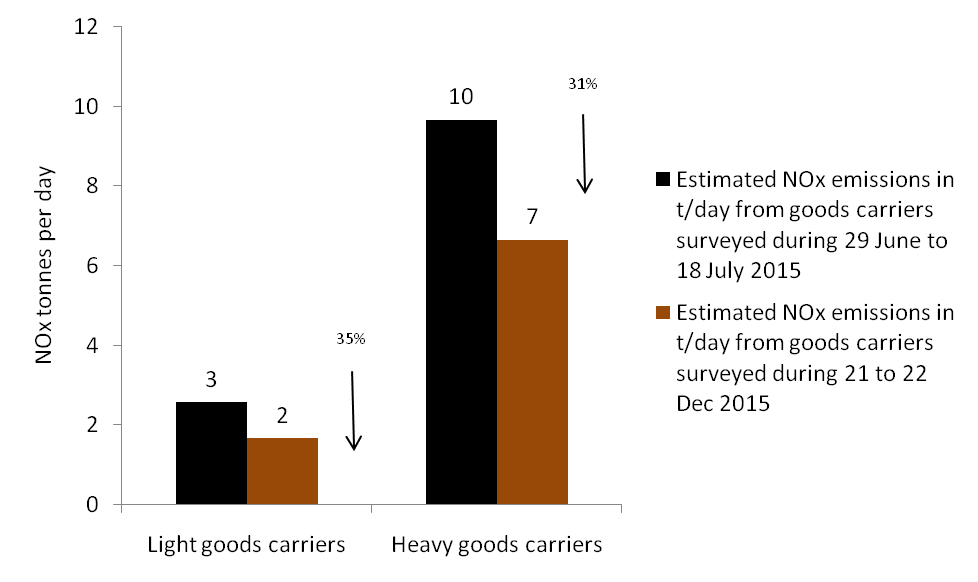 12
10
8
6
4
2
0
NOx tonnes per day
3
2
35%
10
7
31%
Light goods carriers
Heavy goods carriers
Estimated NOx emissions in
t/day from goods carriers
surveyed during 29 June to
18 July 2015
Estimated NOx emissions in
t/day from goods carriers
surveyed during 21 to 22
Dec 2015